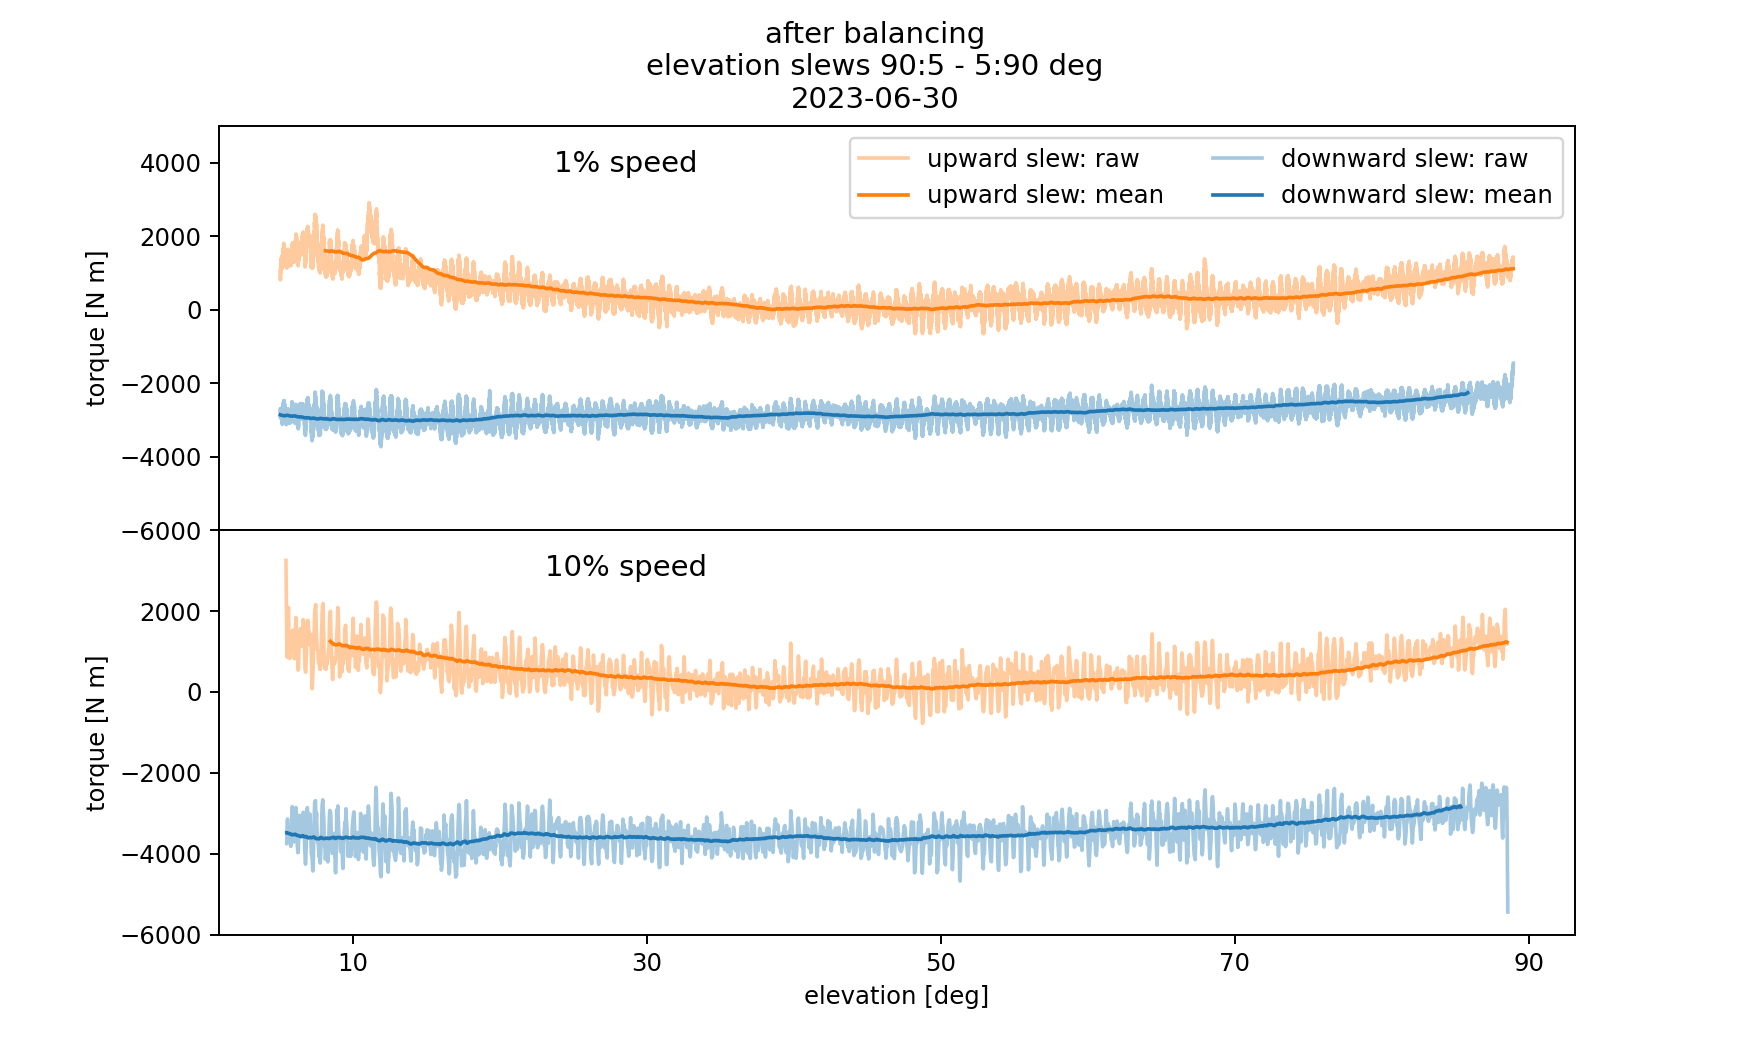 after balancing
elevation slews 90:5 - 5:90 deg
2023-06-30
1% speed
upward slew: raw
upward slew: mean
downward slew: raw
downward slew: mean
torque [N m]
4000
2000
0
−2000
−4000
−6000
10% speed
torque [N m]
2000
0
−2000
−4000
−6000
10 30 50 70 90
elevation [deg]